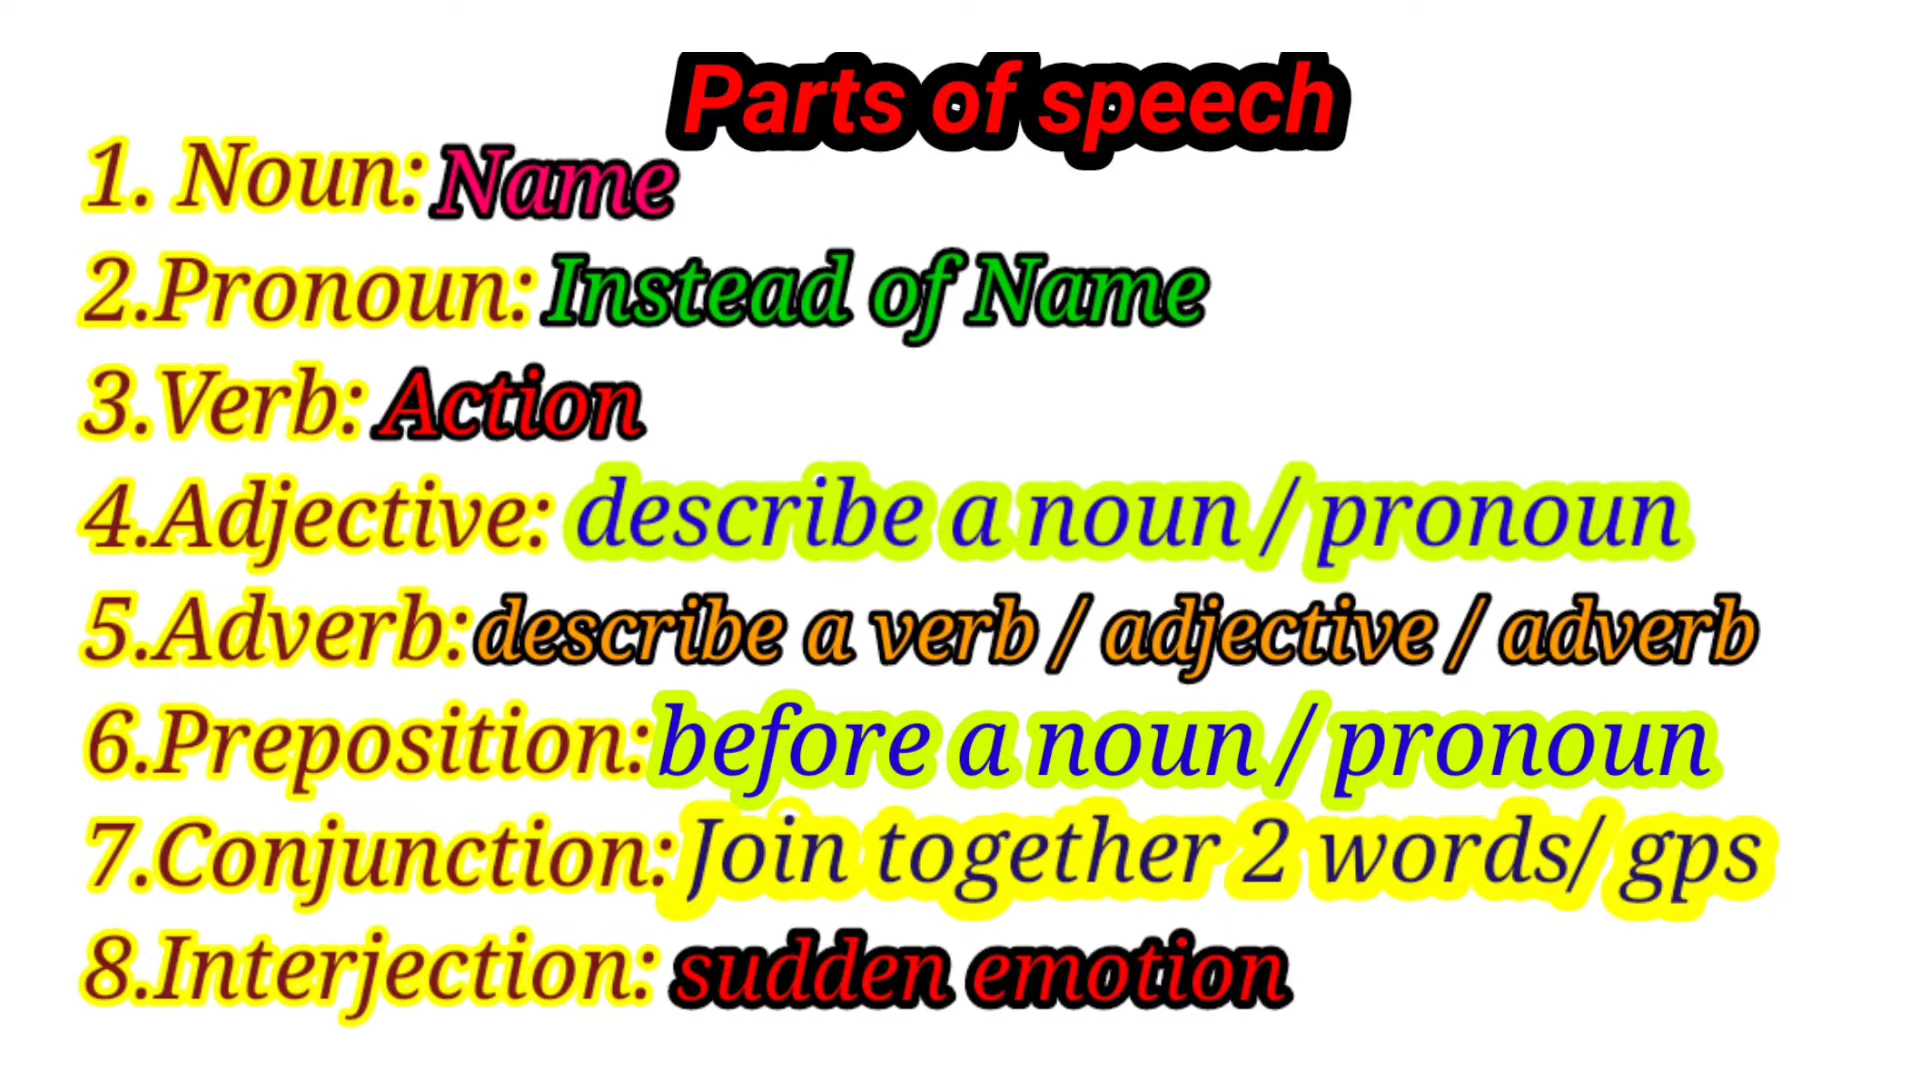 Parts of speech
1. Noun: Name
2.Pronoun: Instead of Name
3.Verb: Action
4.Adjective: describe a noun / pronoun
5.Adverb: describe a verb / adjective / adverb
6.Preposition: before a noun / pronoun
7.Conjunction: Join together 2 words/ gps
8.Interjection: sudden emotion